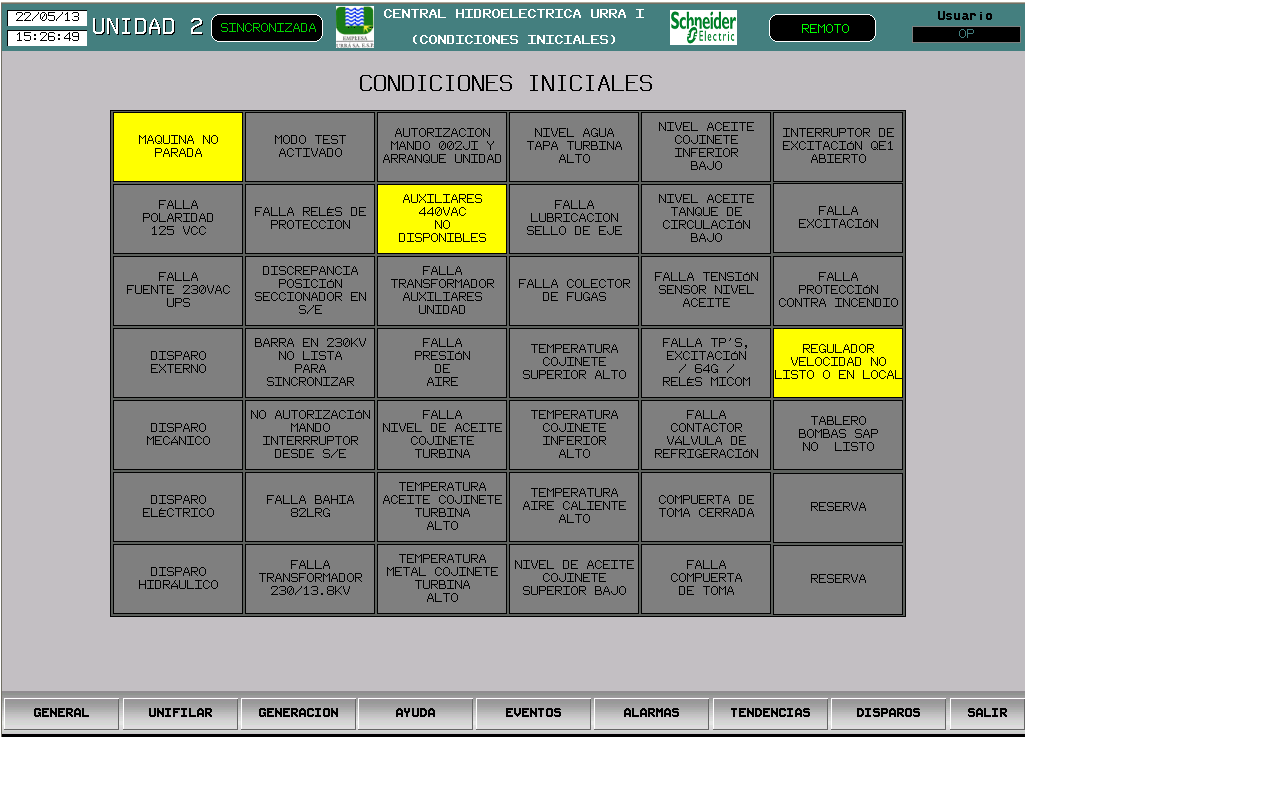 22/05/13
15:26:49
UNIDAD 2
SINCRONIZADA
EMPRESA
URRÁ S.A. E.S.P.
CENTRAL HIDROELECTRICA URRA I
(CONDICIONES INICIALES)
Schneider
Electric
REMOTO
Usuario
OP
CONDICIONES INICIALES
MAQUINA NO
PARADA
MODO TEST
ACTIVADO
AUTORIZACION
MANDO 002JI Y
ARRANQUE UNIDAD
NIVEL AGUA
TAPA TURBINA
ALTO
NIVEL ACEITE
COJINETE
INFERIOR
BAJO
INTERRUPTOR DE
EXCITACIóN QE1
ABIERTO
FALLA
POLARIDAD
125 VCC
FALLA RELéS DE
PROTECCION
AUXILIARES
440VAC
NO
DISPONIBLES
FALLA
LUBRICACION
SELLO DE EJE
NIVEL ACEITE
TANQUE DE
CIRCULACIóN
BAJO
FALLA
EXCITACIóN
FALLA
FUENTE 230VAC
UPS
DISCREPANCIA
POSICIóN
SECCIONADOR EN
S/E
FALLA
TRANSFORMADOR
AUXILIARES
UNIDAD
FALLA COLECTOR
DE FUGAS
FALLA TENSIóN
SENSOR NIVEL
ACEITE
FALLA
PROTECCIóN
CONTRA INCENDIO
DISPARO
EXTERNO
BARRA EN 230KV
NO LISTA
PARA
SINCRONIZAR
FALLA
PRESIóN
DE
AIRE
TEMPERATURA
COJINETE
SUPERIOR ALTO
FALLA TP'S,
EXCITACIóN
/ 64G /
RELéS MICOM
REGULADOR
VELOCIDAD NO
LISTO O EN LOCAL
DISPARO
MECáNICO
NO AUTORIZACIóN
MANDO
INTERRRUPTOR
DESDE S/E
FALLA
NIVEL DE ACEITE
COJINETE
TURBINA
TEMPERATURA
COJINETE
INFERIOR
ALTO
FALLA
CONTACTOR
VáLVULA DE
REFRIGERACIóN
TABLERO
BOMBAS SAP
NO LISTO
DISPARO
ELéCTRICO
FALLA BAHIA
82LRG
TEMPERATURA
ACEITE COJINETE
TURBINA
ALTO
TEMPERATURA
AIRE CALIENTE
ALTO
COMPUERTA DE
TOMA CERRADA
RESERVA
DISPARO
HIDRáULICO
FALLA
TRANSFORMADOR
230/13.8KV
TEMPERATURA
METAL COJINETE
TURBINA
ALTO
NIVEL DE ACEITE
COJINETE
SUPERIOR BAJO
FALLA
COMPUERTA
DE TOMA
RESERVA
GENERAL
UNIFILAR
GENERACION
AYUDA
EVENTOS
ALARMAS
TENDENCIAS
DISPAROS
SALIR